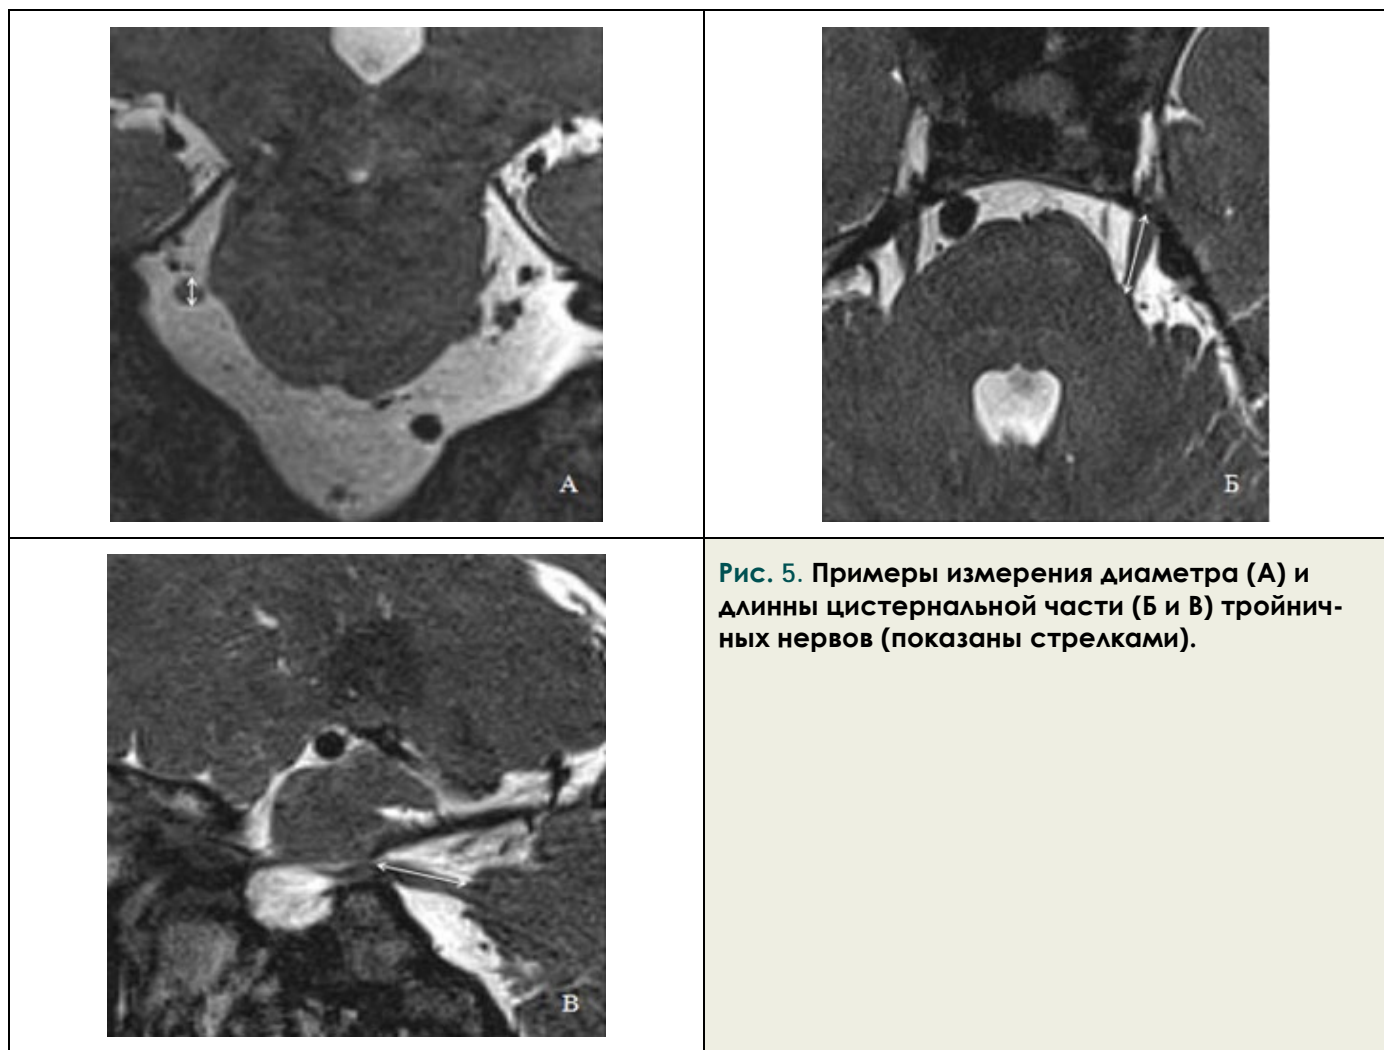 А
Б
В
Рис. 5. Примеры измерения диаметра (А) и
длинны цистернальной части (Б и В) тройнич-
ных нервов (показаны стрелками).